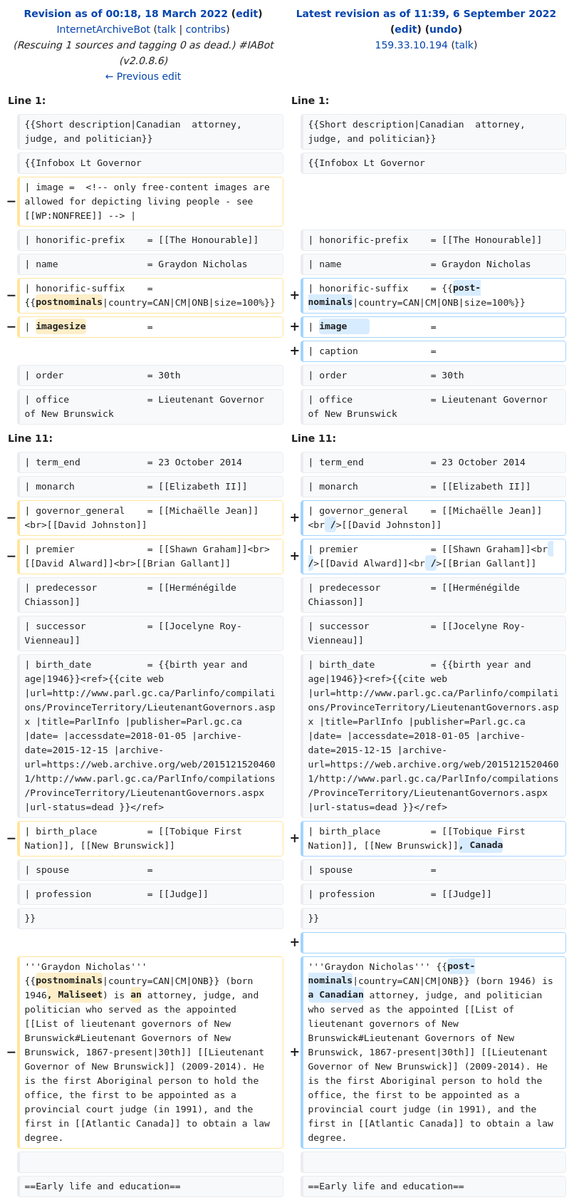 Revision as of 00:18, 18 March 2022 (edit)
InternetArchiveBot (talk | contribs)
(Rescuing 1 sources and tagging 0 as dead.) #IABot
(v2.0.8.6)
← Previous edit
Latest revision as of 11:39, 6 September 2022
(edit) (undo)
159.33.10.194 (talk)
Line 1:
Line 1:
{{Short description|Canadian  attorney,
judge, and politician}}
{{Short description|Canadian  attorney,
judge, and politician}}
{{Infobox Lt Governor
{{Infobox Lt Governor
− | image =  <!-- only free-content images are
allowed for depicting living people - see
[[WP:NONFREE]] --> |
| honorific-prefix    = [[The Honourable]]
| honorific-prefix    = [[The Honourable]]
| name                = Graydon Nicholas
| name                = Graydon Nicholas
− | honorific-suffix    =
{{postnominals|country=CAN|CM|ONB|size=100%}}
+ | honorific-suffix    = {{post-
nominals|country=CAN|CM|ONB|size=100%}}
− | imagesize           =
+ | image               =
+ | caption             =
| order               = 30th
| order               = 30th
| office              = Lieutenant Governor
of New Brunswick
| office              = Lieutenant Governor
of New Brunswick
Line 11:
Line 11:
| term_end            = 23 October 2014
| term_end            = 23 October 2014
| monarch             = [[Elizabeth II]]
| monarch             = [[Elizabeth II]]
− | governor_general    = [[Michaëlle Jean]]
<br>[[David Johnston]]
+ | governor_general    = [[Michaëlle Jean]]
<br />[[David Johnston]]
− | premier             = [[Shawn Graham]]<br>
[[David Alward]]<br>[[Brian Gallant]]
+ | premier             = [[Shawn Graham]]<br
/>[[David Alward]]<br />[[Brian Gallant]]
| predecessor         = [[Herménégilde
Chiasson]]
| predecessor         = [[Herménégilde
Chiasson]]
| successor           = [[Jocelyne Roy-
Vienneau]]
| successor           = [[Jocelyne Roy-
Vienneau]]
| birth_date          = {{birth year and
age|1946}}<ref>{{cite web
|url=http://www.parl.gc.ca/Parlinfo/compilati
ons/ProvinceTerritory/LieutenantGovernors.asp
x |title=ParlInfo |publisher=Parl.gc.ca
|date= |accessdate=2018-01-05 |archive-
date=2015-12-15 |archive-
url=https://web.archive.org/web/2015121520460
1/http://www.parl.gc.ca/ParlInfo/compilations
/ProvinceTerritory/LieutenantGovernors.aspx
|url-status=dead }}</ref>
| birth_date          = {{birth year and
age|1946}}<ref>{{cite web
|url=http://www.parl.gc.ca/Parlinfo/compilati
ons/ProvinceTerritory/LieutenantGovernors.asp
x |title=ParlInfo |publisher=Parl.gc.ca
|date= |accessdate=2018-01-05 |archive-
date=2015-12-15 |archive-
url=https://web.archive.org/web/2015121520460
1/http://www.parl.gc.ca/ParlInfo/compilations
/ProvinceTerritory/LieutenantGovernors.aspx
|url-status=dead }}</ref>
− | birth_place         = [[Tobique First
Nation]], [[New Brunswick]]
+ | birth_place         = [[Tobique First
Nation]], [[New Brunswick]], Canada
| spouse              =
| spouse              =
| profession          = [[Judge]]
| profession          = [[Judge]]
}}
}}
+
− '''Graydon Nicholas'''
{{postnominals|country=CAN|CM|ONB}} (born
1946, Maliseet) is an attorney, judge, and
politician who served as the appointed
[[List of lieutenant governors of New
Brunswick#Lieutenant Governors of New
Brunswick, 1867-present|30th]] [[Lieutenant
Governor of New Brunswick]] (2009-2014). He
is the first Aboriginal person to hold the
office, the first to be appointed as a
provincial court judge (in 1991), and the
first in [[Atlantic Canada]] to obtain a law
degree.
+ '''Graydon Nicholas''' {{post-
nominals|country=CAN|CM|ONB}} (born 1946) is
a Canadian attorney, judge, and politician
who served as the appointed [[List of
lieutenant governors of New
Brunswick#Lieutenant Governors of New
Brunswick, 1867-present|30th]] [[Lieutenant
Governor of New Brunswick]] (2009-2014). He
is the first Aboriginal person to hold the
office, the first to be appointed as a
provincial court judge (in 1991), and the
first in [[Atlantic Canada]] to obtain a law
degree.
==Early life and education==
==Early life and education==